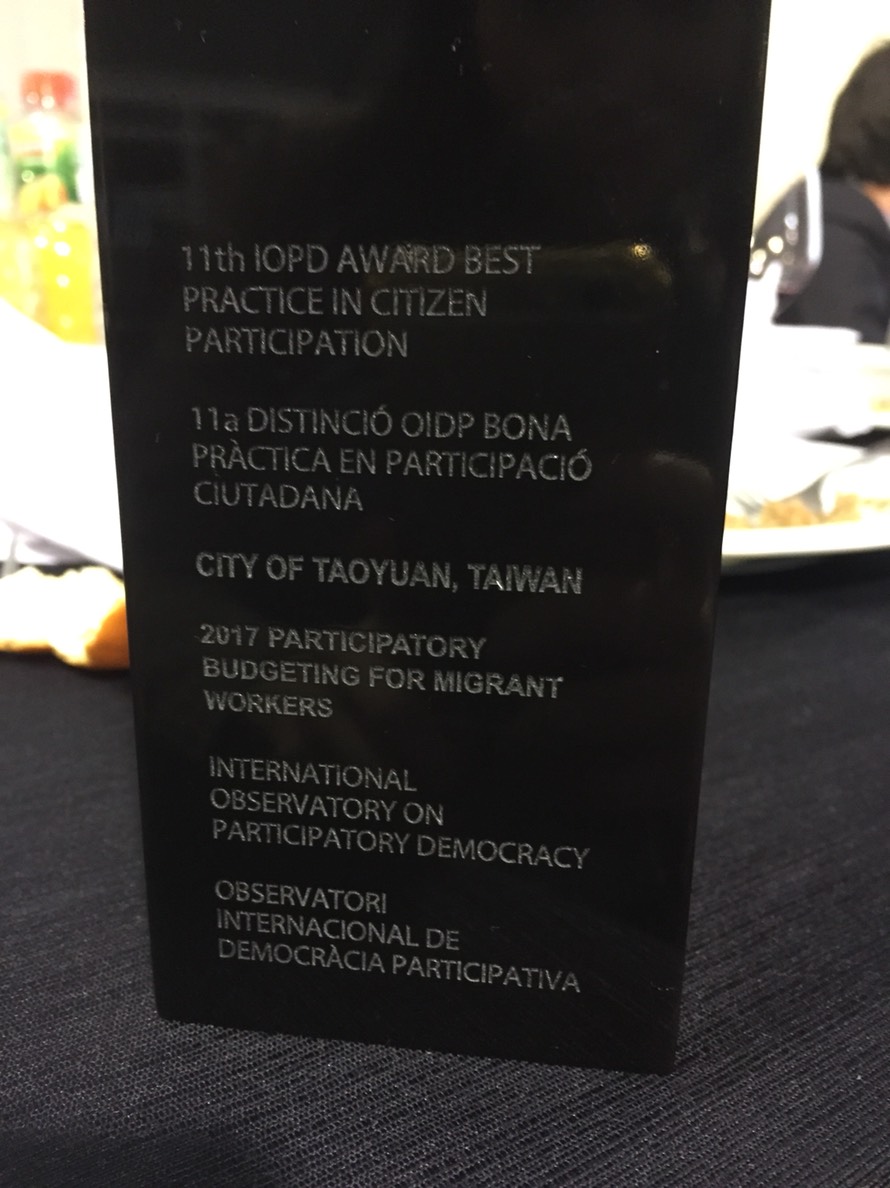 11th IOPD AWARD BEST
PRACTICE IN CITIZEN
PARTICIPATION
11a DISTINCIÓ OIDP BONA
PRÀCTICA EN PARTICIPACIÓ
CIUTADANA
CITY OF TAOYUAN, TAIWAN
2017 PARTICIPATORY
BUDGETING FOR MIGRANT
WORKERS
INTERNATIONAL
OBSERVATORY ON
PARTICIPATORY DEMOCRACY
OBSERVATORI
INTERNACIONAL DE
DEMOCRÀCIA PARTICIPATIVA